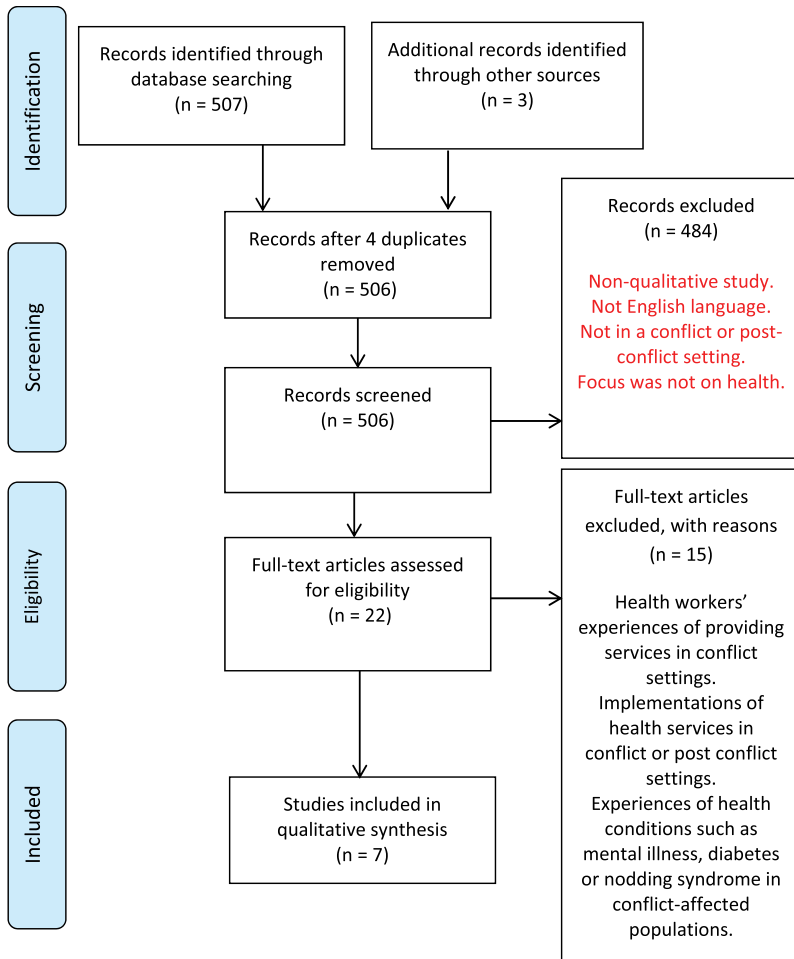 Identification
Records identified through
database searching
(n = 507)
Additional records identified
through other sources
(n = 3)
Records after 4 duplicates
removed
(n = 506)
Screening
Records screened
(n = 506)
Records excluded
(n = 484)
Non-qualitative study.
Not English language.
Not in a conflict or post-
conflict setting.
Focus was not on health.
Eligibility
Full-text articles assessed
for eligibility
(n = 22)
Full-text articles
excluded, with reasons
(n = 15)
Health workers’
experiences of providing
services in conflict
settings.
Implementations of
health services in
conflict or post conflict
settings.
Experiences of health
conditions such as
mental illness, diabetes
or nodding syndrome in
conflict-affected
populations.
Included
Studies included in
qualitative synthesis
(n = 7)